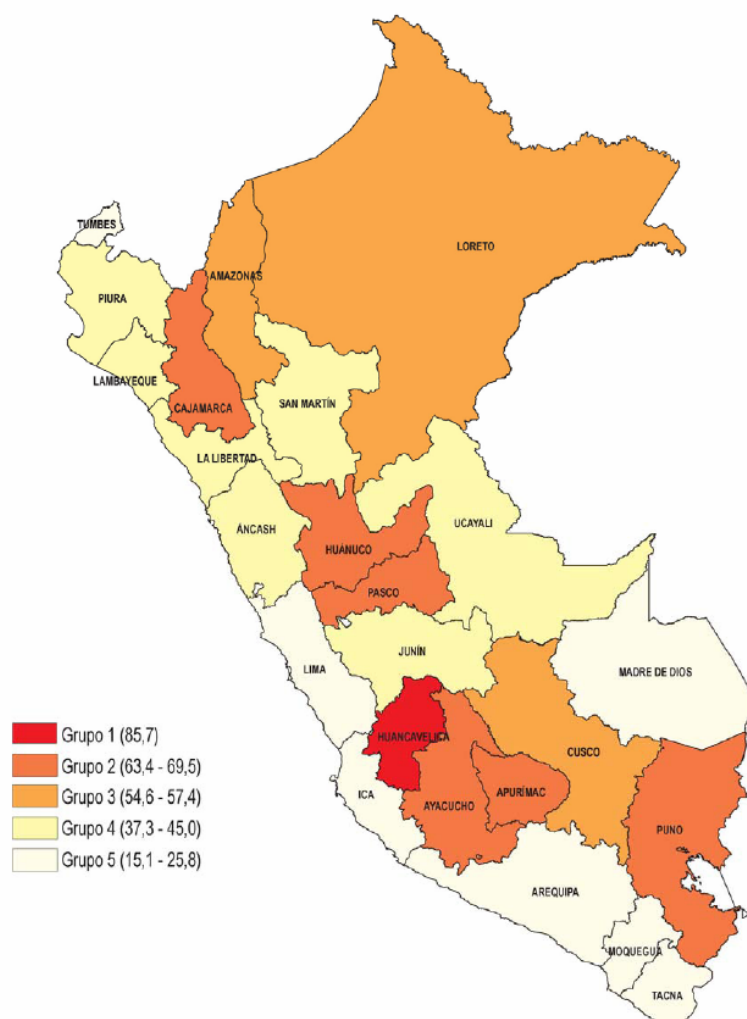 TUMBES
LORETO
AMAZONAS
PIURA
LAMBAYEQUE
CAJAMARCA
SAN MARTÍN
LA LIBERTAD
ÁNCASH
UCAYALI
HUÁNUCO
PASCO
LIMA
JUNÍN
MADRE DE DIOS
HUANCAVELICA
CUSCO
ICA
AYACUCHO
APURÍMAC
PUNO
AREQUIPA
MOQUEGUA
TACNA
Grupo 1 (85,7)
Grupo 2 (63,4 - 69,5)
Grupo 3 (54,6 - 57,4)
Grupo 4 (37,3 - 45,0)
Grupo 5 (15,1 - 25,8)